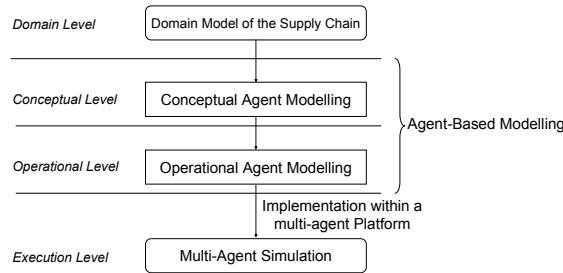 Domain Level
Domain Model of the Supply Chain
Conceptual Level
Conceptual Agent Modelling
Agent-Based Modelling
Operational Level
Operational Agent Modelling
Implementation within a
multi-agent Platform
Execution Level
Multi-Agent Simulation